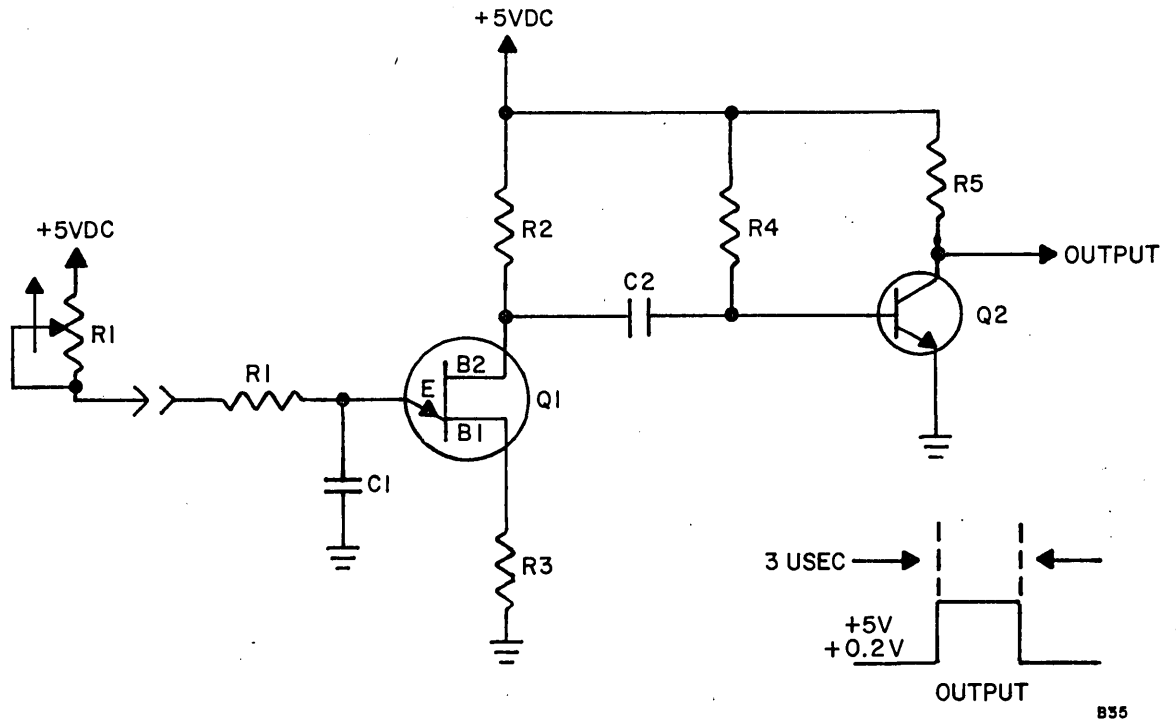 +5VDC
R2
R4
R5
+5VDC
R1
OUTPUT
C2
Q2
R1
B2
E
B1
Q1
C1
R3
3 USEC
+5V
+0.2V
OUTPUT
B35